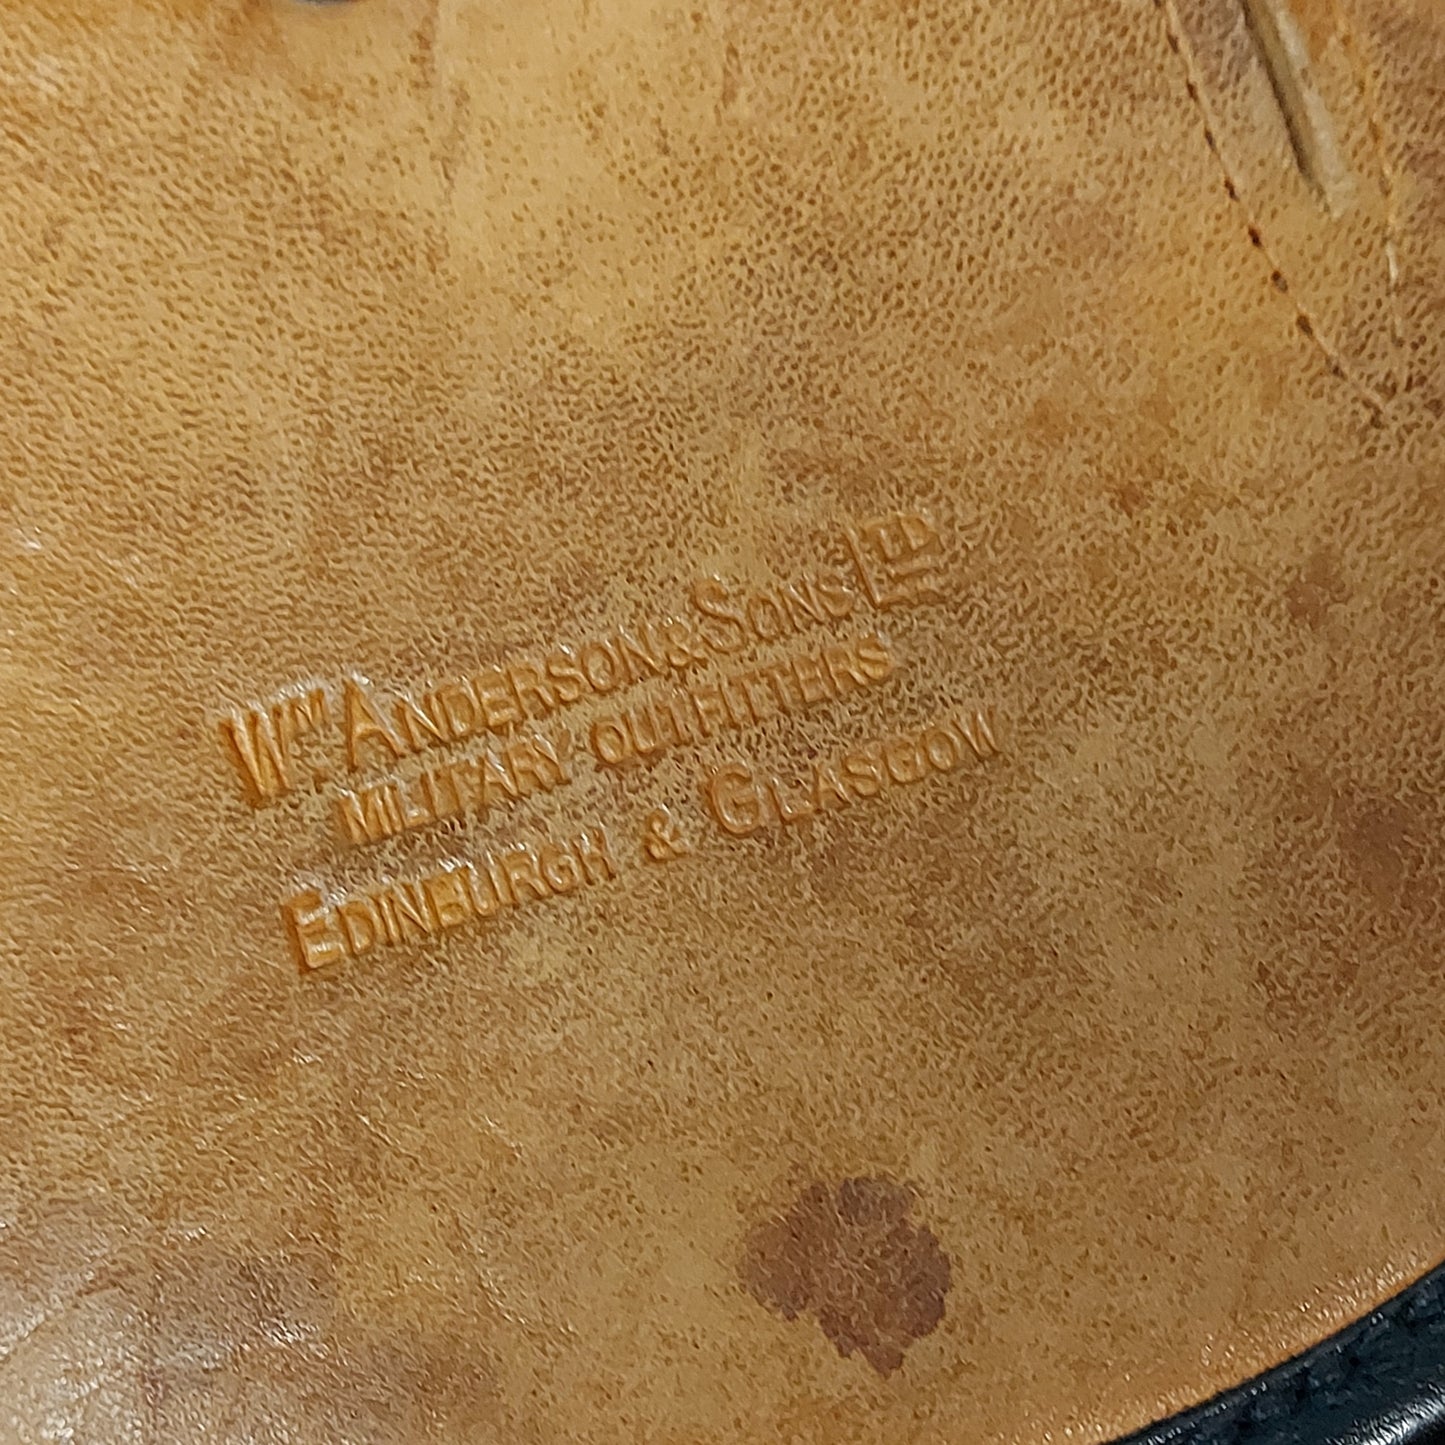 Wᴹ ANDERSON & SONS Lᵀᴰ
MILITARY OUTFITTERS
EDINBURGH & GLASGOW